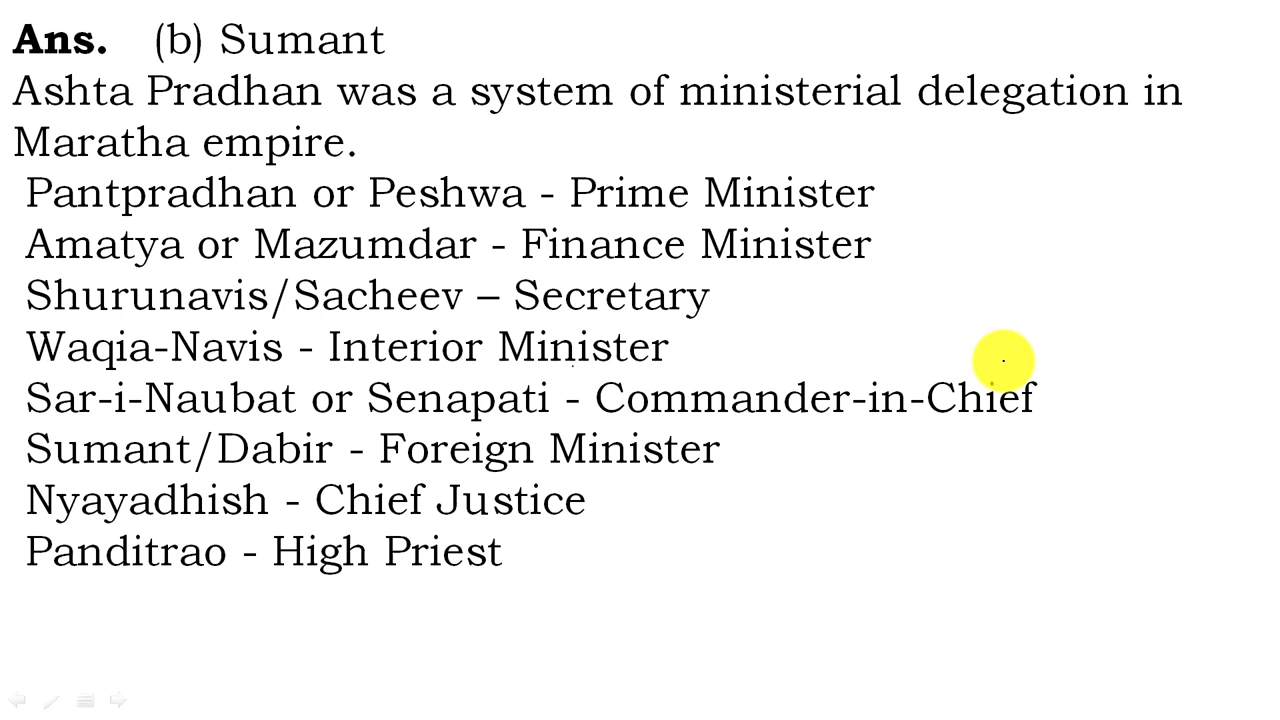 Ans. (b) Sumant
Ashta Pradhan was a system of ministerial delegation in
Maratha empire.
Pantpradhan or Peshwa - Prime Minister
Amatya or Mazumdar - Finance Minister
Shurunavis/Sacheev – Secretary
Waqia-Navis - Interior Minister
Sar-i-Naubat or Senapati - Commander-in-Chief
Sumant/Dabir - Foreign Minister
Nyayadhish - Chief Justice
Panditrao - High Priest